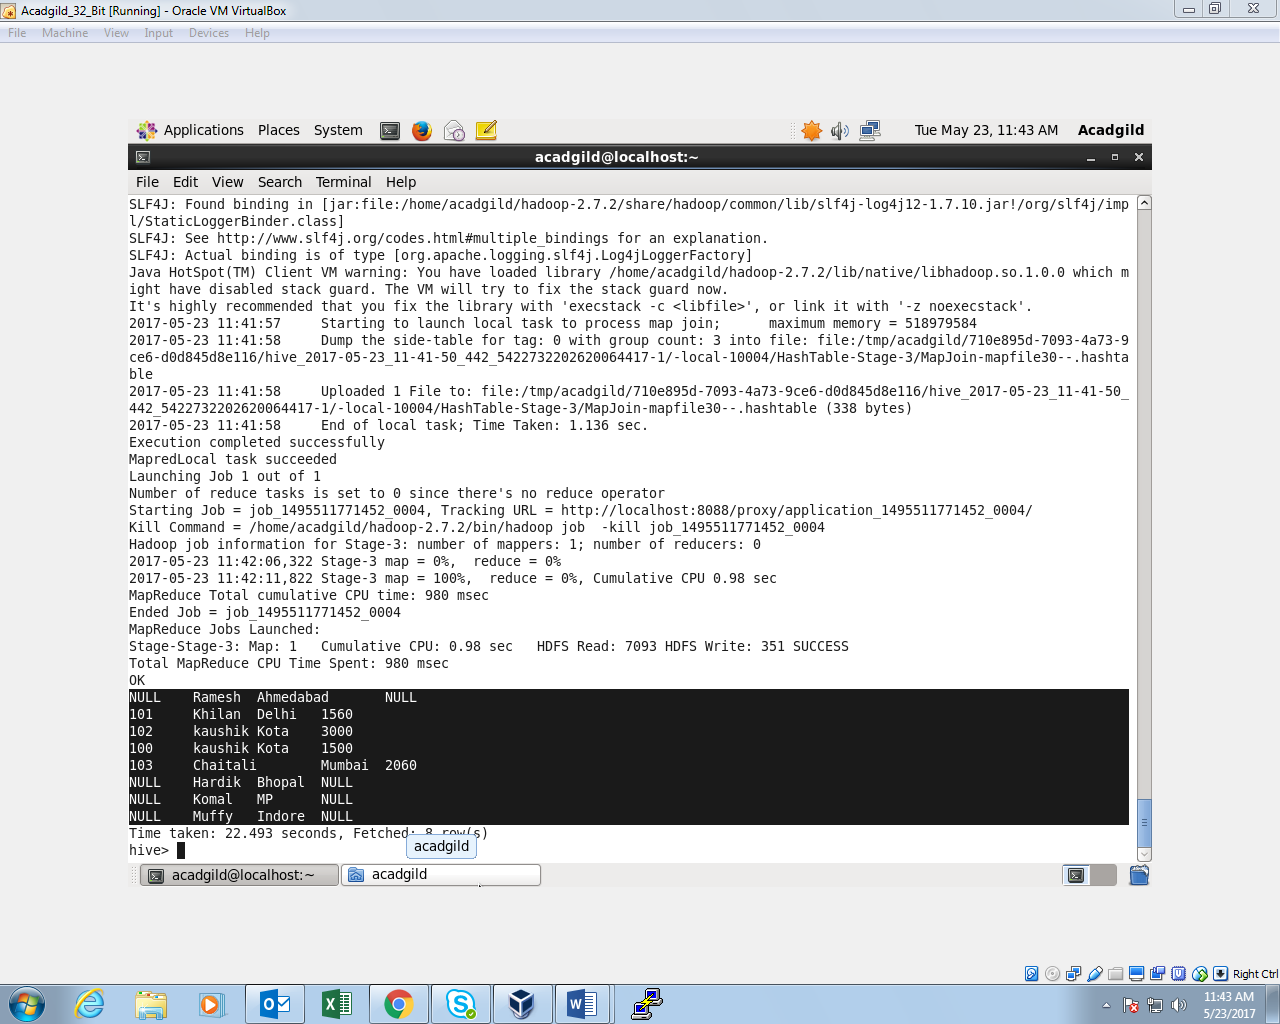 Acadgild_32_Bit [Running] - Oracle VM VirtualBox
File Machine View Input Devices Help
Applications Places System Tue May 23, 11:43 AM Acadgild
acadgild@localhost:~
File Edit View Search Terminal Help
SLF4J: Found binding in [jar:file:/home/acadgild/hadoop-2.7.2/share/hadoop/common/lib/slf4j-log4j12-1.7.10.jar!/org/slf4j/imp
l/StaticLoggerBinder.class]
SLF4J: See http://www.slf4j.org/codes.html#multiple_bindings for an explanation.
SLF4J: Actual binding is of type [org.apache.logging.slf4j.Log4jLoggerFactory]
Java HotSpot(TM) Client VM warning: You have loaded library /home/acadgild/hadoop-2.7.2/lib/native/libhadoop.so.1.0.0 which m
ight have disabled stack guard. The VM will try to fix the stack guard now.
It's highly recommended that you fix the library with 'execstack -c <libfile>', or link it with '-z noexecstack'.
2017-05-23 11:41:57 Starting to launch local task to process map join; maximum memory = 518979584
2017-05-23 11:41:58 Dump the side-table for tag: 0 with group count: 3 into file: file:/tmp/acadgild/710e895d-7093-4a73-9
ce6-d0d845d8e116/hive_2017-05-23_11-41-50_442_5422732202620064417-1/-local-10004/HashTable-Stage-3/MapJoin-mapfile30--.hashta
ble
2017-05-23 11:41:58 Uploaded 1 File to: file:/tmp/acadgild/710e895d-7093-4a73-9ce6-d0d845d8e116/hive_2017-05-23_11-41-50_
442_5422732202620064417-1/-local-10004/HashTable-Stage-3/MapJoin-mapfile30--.hashtable (338 bytes)
2017-05-23 11:41:58 End of local task; Time Taken: 1.136 sec.
Execution completed successfully
MapredLocal task succeeded
Launching Job 1 out of 1
Number of reduce tasks is set to 0 since there's no reduce operator
Starting Job = job_1495511771452_0004, Tracking URL = http://localhost:8088/proxy/application_1495511771452_0004/
Kill Command = /home/acadgild/hadoop-2.7.2/bin/hadoop job  -kill job_1495511771452_0004
Hadoop job information for Stage-3: number of mappers: 1; number of reducers: 0
2017-05-23 11:42:06,322 Stage-3 map = 0%,  reduce = 0%
2017-05-23 11:42:11,822 Stage-3 map = 100%,  reduce = 0%, Cumulative CPU 0.98 sec
MapReduce Total cumulative CPU time: 980 msec
Ended Job = job_1495511771452_0004
MapReduce Jobs Launched:
Stage-Stage-3: Map: 1   Cumulative CPU: 0.98 sec   HDFS Read: 7093 HDFS Write: 351 SUCCESS
Total MapReduce CPU Time Spent: 980 msec
OK
NULL Ramesh Ahmedabad NULL
101 Khilan Delhi 1560
102 kaushik Kota 3000
100 kaushik Kota 1500
103 Chaitali Mumbai 2060
NULL Hardik Bhopal NULL
NULL Komal MP NULL
NULL Muffy Indore NULL
Time taken: 22.493 seconds, Fetched: 8 row(s)
hive>
acadgild
acadgild@localhost:~ acadgild
Right Ctrl
11:43 AM
5/23/2017